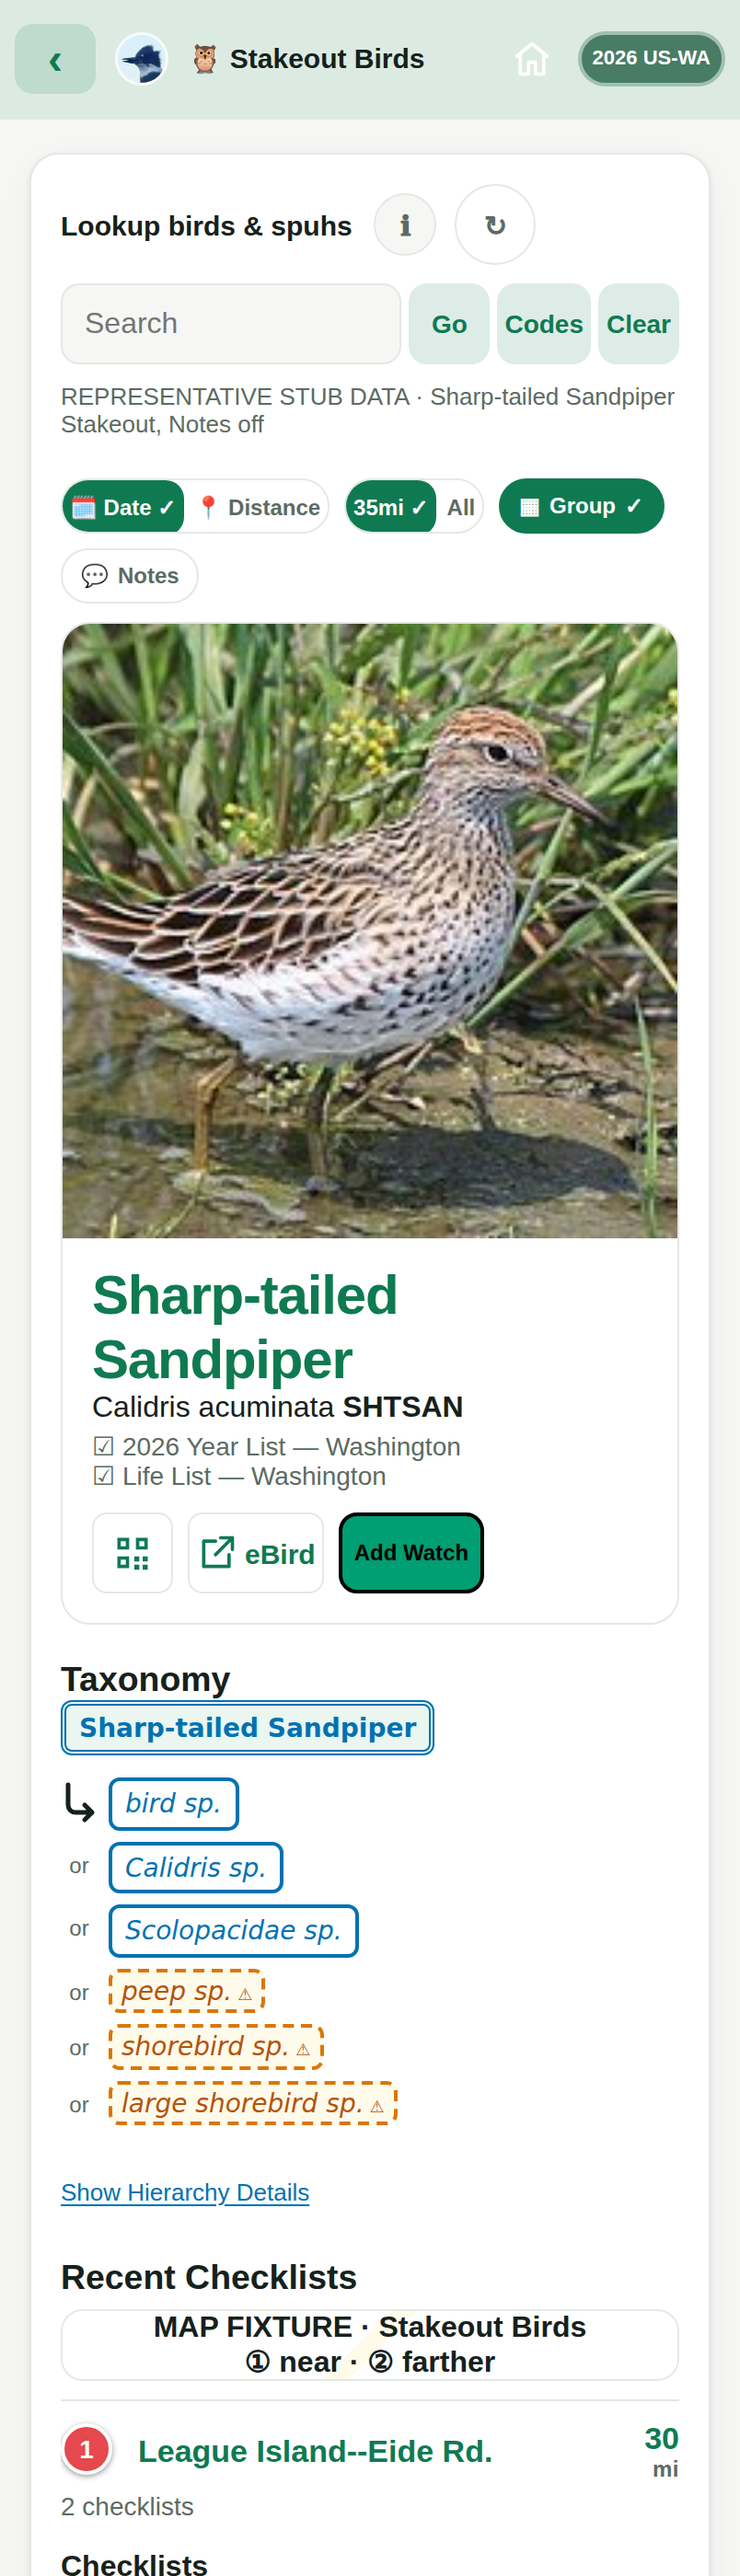 ‹ 🦉 Stakeout Birds 2026 US-WA
Lookup birds & spuhs ℹ ↻
Search Go Codes Clear
REPRESENTATIVE STUB DATA · Sharp-tailed Sandpiper
Stakeout, Notes off
🗓️ Date ✓ 📍 Distance 35mi ✓ All ▦ Group ✓
💬 Notes
Sharp-tailed
Sandpiper
Calidris acuminata SHTSAN
☑ 2026 Year List — Washington
☑ Life List — Washington
eBird Add Watch
Taxonomy
Sharp-tailed Sandpiper
bird sp.
or Calidris sp.
or Scolopacidae sp.
or peep sp. ⚠
or shorebird sp. ⚠
or large shorebird sp. ⚠
Show Hierarchy Details
Recent Checklists
MAP FIXTURE · Stakeout Birds
① near · ② farther
1 League Island--Eide Rd. 30
mi
2 checklists
Checklists